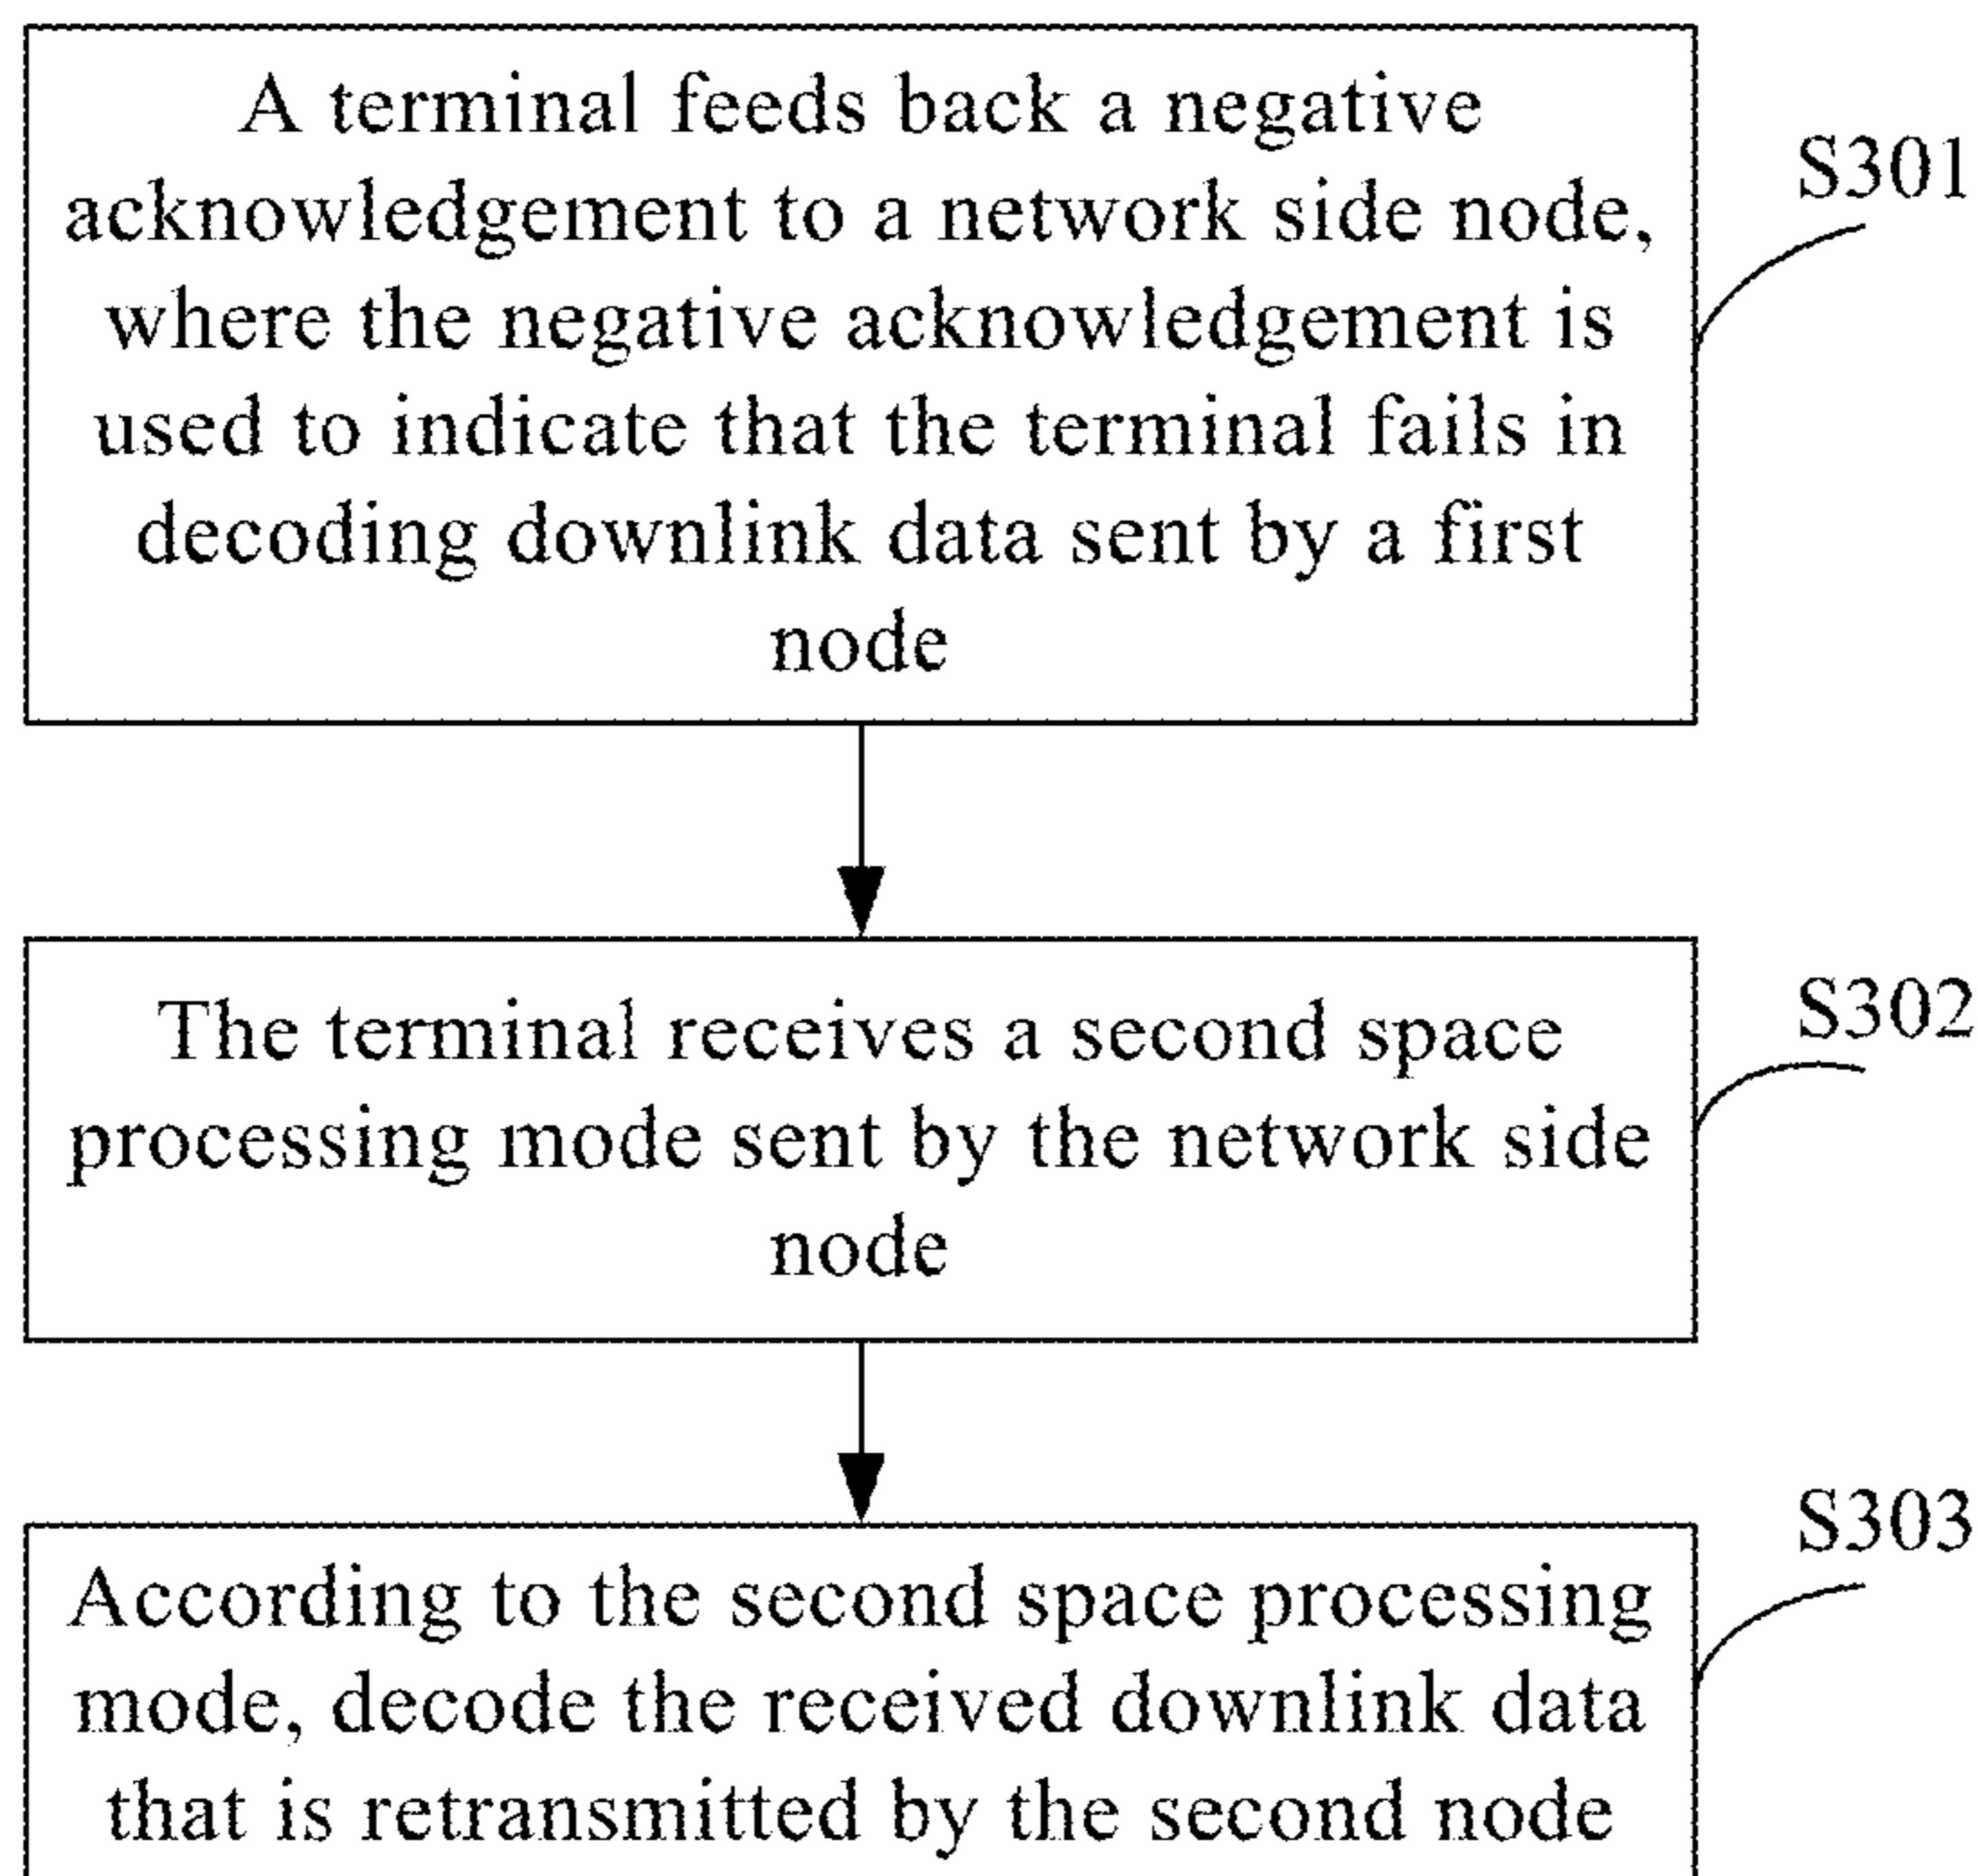 A terminal feeds back a negative
acknowledgement to a network side node,
where the negative acknowledgement is
used to indicate that the terminal fails in
decoding downlink data sent by a first
node
S301
The terminal receives a second space
processing mode sent by the network side
node
S302
According to the second space processing
mode, decode the received downlink data
that is retransmitted by the second node
S303